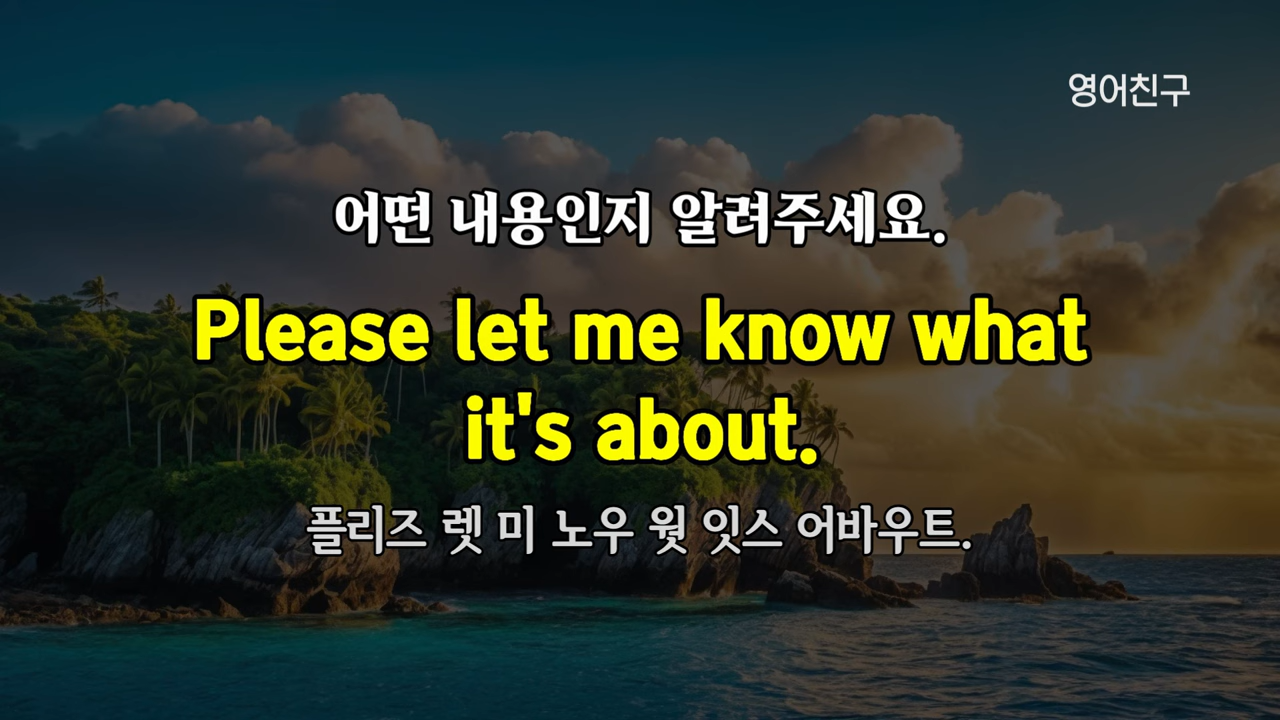 영어친구
어떤 내용인지 알려주세요.
Please let me know what
it's about.
플리즈 렛 미 노우 웟 잇스 어바우트.